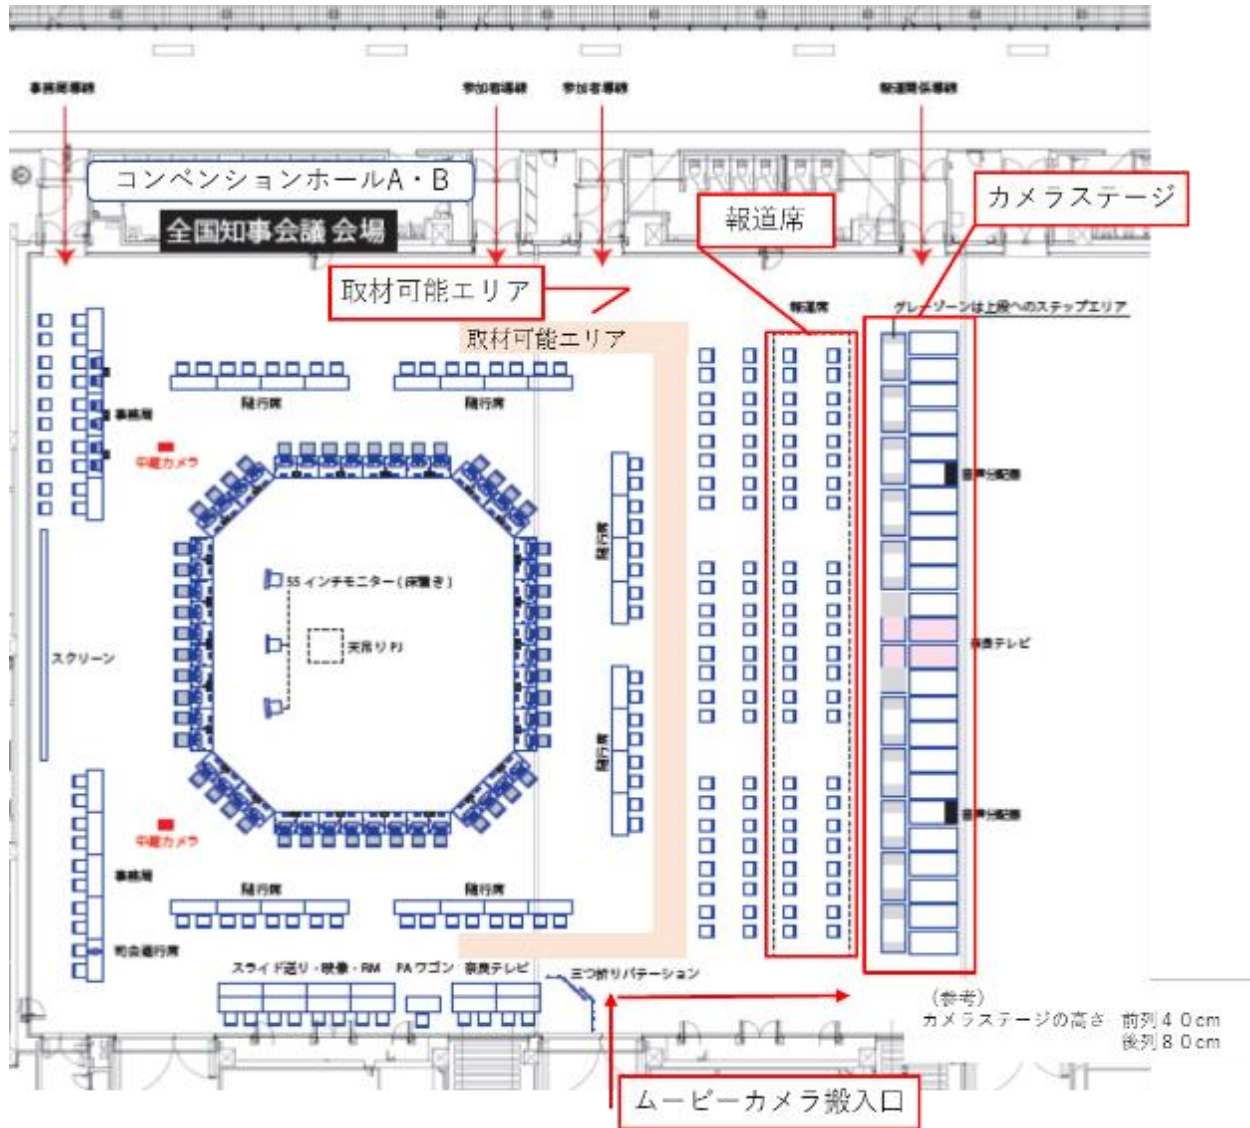 事務局導線
参加者導線
参加者導線
報道関係導線
コンベンションホールA・B
全国知事会議 会場
カメラステージ
報道席
取材可能エリア
報道席
グレーゾーンは上段へのステップエリア
取材可能エリア
随行席
随行席
事務局
中継カメラ
音声分配器
随行席
55インチモニター(床置き)
天吊りPJ
スクリーン
奈良テレビ
随行席
音声分配器
中継カメラ
事務局
随行席
随行席
司会進行席
スライド送り・映像・RM
PAワゴン
奈良テレビ
三つ折りパテーション
(参考)
カメラステージの高さ 前列40cm
後列80cm
ムービーカメラ搬入口